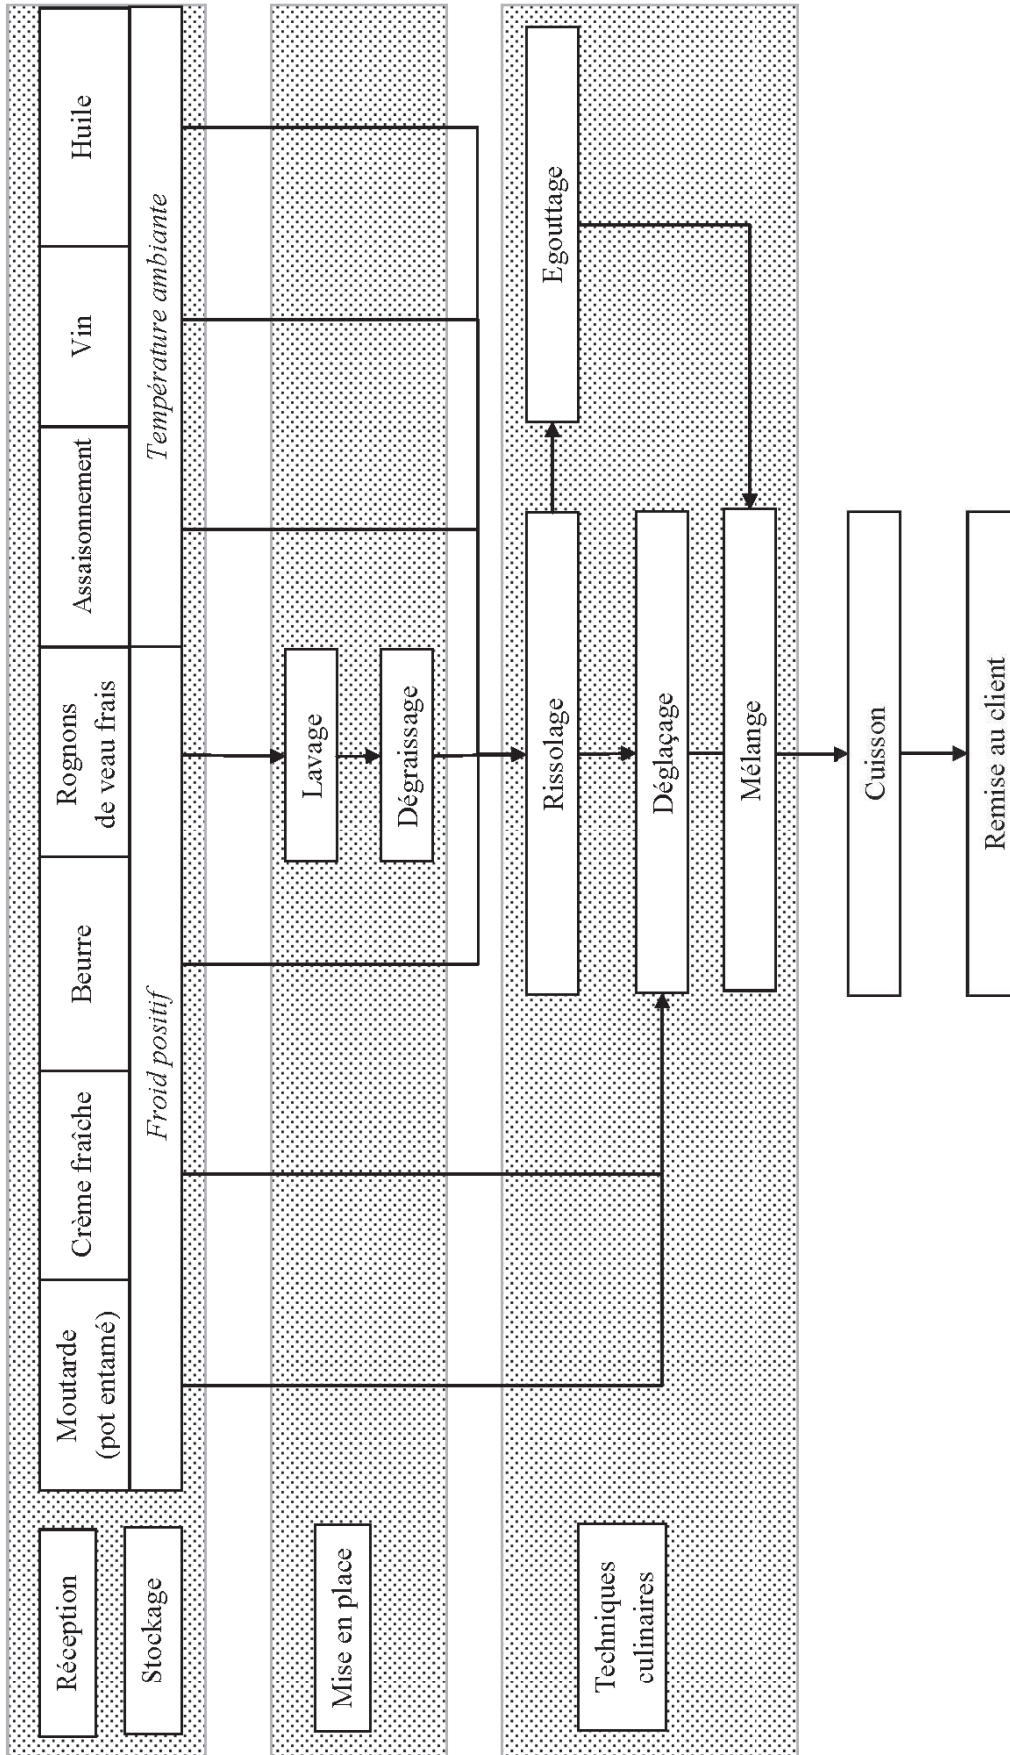 Réception
Moutarde
(pot entamé)
Crème fraîche
Beurre
Rognons
de veau frais
Assaisonnement
Vin
Huile
Stockage
Froid positif
Température ambiante
Mise en place
Lavage
Dégraissage
Techniques
culinaires
Rissolage
Egouttage
Déglaçage
Mélange
Cuisson
Remise au client